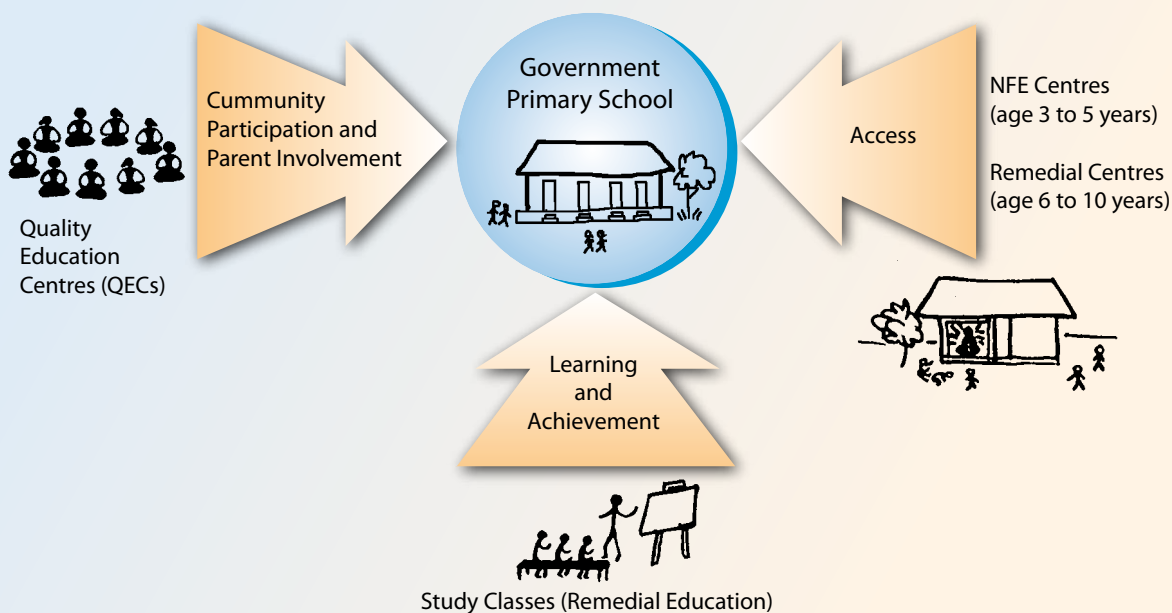 Government
Primary School
Cummunity
Participation and
Parent Involvement
Quality
Education
Centres (QECs)
Access
NFE Centres
(age 3 to 5 years)
Remedial Centres
(age 6 to 10 years)
Learning
and
Achievement
Study Classes (Remedial Education)